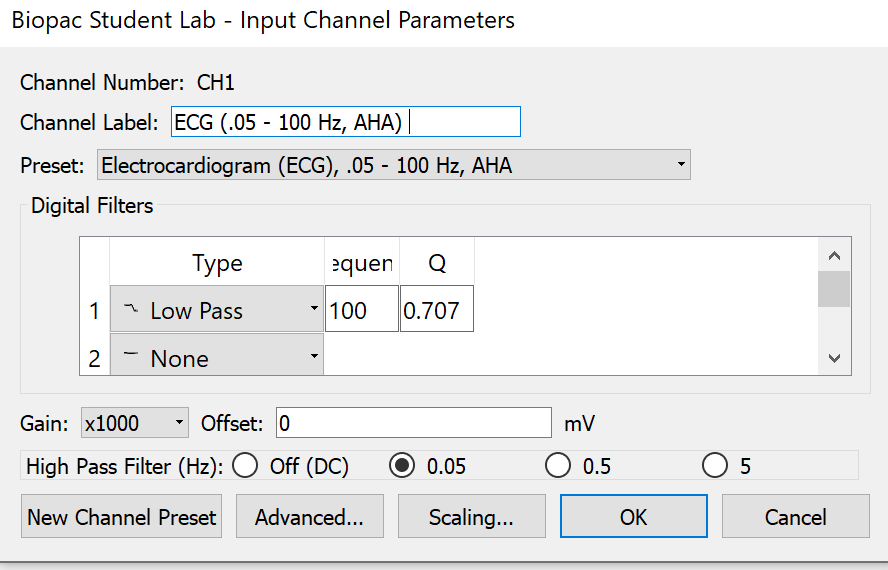 Biopac Student Lab - Input Channel Parameters
Channel Number: CH1
Channel Label: ECG (.05 - 100 Hz, AHA)
Preset: Electrocardiogram (ECG), .05 - 100 Hz, AHA
Digital Filters
Type equen Q
1 Low Pass 100 0.707
2 None
Gain: x1000 Offset: 0 mV
High Pass Filter (Hz): Off (DC) 0.05 0.5 5
New Channel Preset Advanced... Scaling... OK Cancel